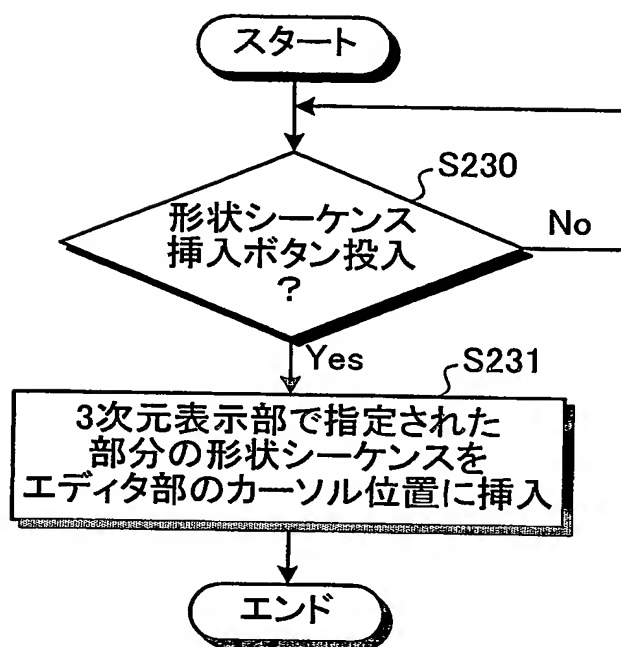 スタート
S230
形状シーケンス
挿入ボタン投入
?
No
Yes
S231
3次元表示部で指定された
部分の形状シーケンスを
エディタ部のカーソル位置に挿入
エンド